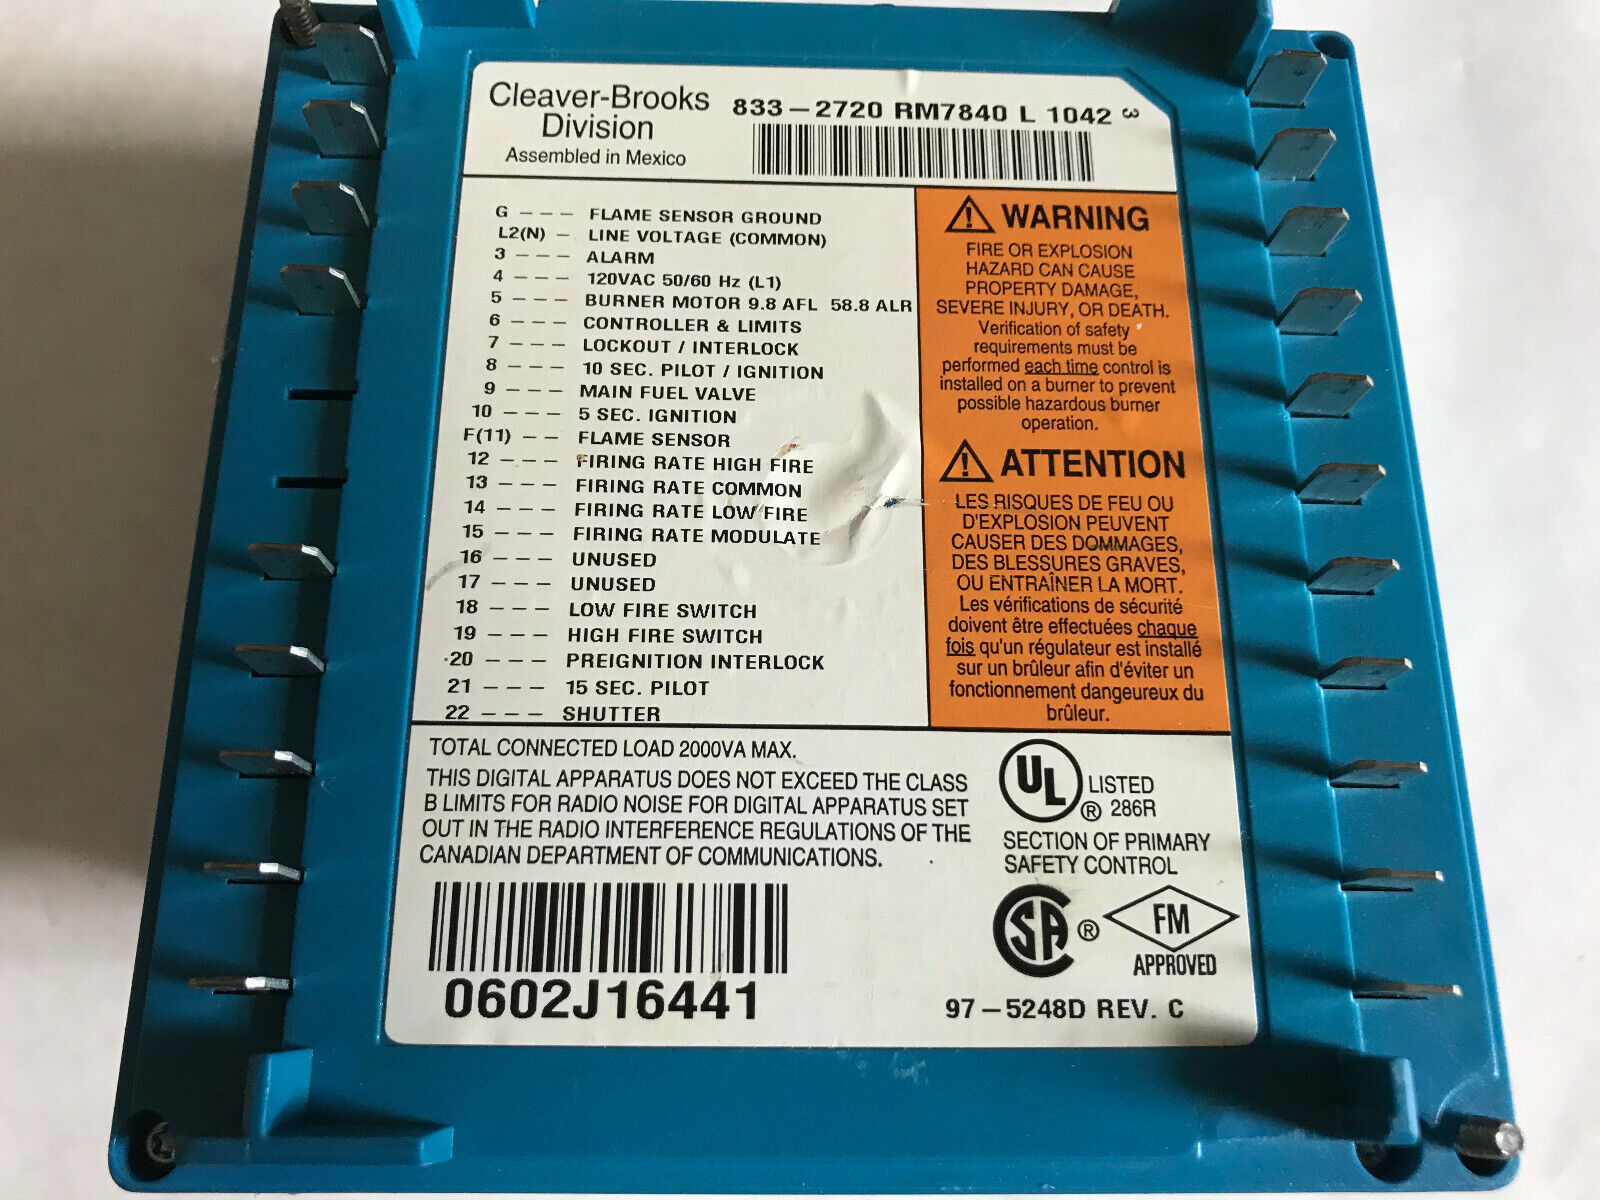 Cleaver-Brooks
Division
Assembled in Mexico
833-2720 RM7840 L 1042 3
G --- FLAME SENSOR GROUND
L2(N) - LINE VOLTAGE (COMMON)
3 --- ALARM
4 --- 120VAC 50/60 Hz (L1)
5 --- BURNER MOTOR 9.8 AFL 58.8 ALR
6 --- CONTROLLER & LIMITS
7 --- LOCKOUT / INTERLOCK
8 --- 10 SEC. PILOT / IGNITION
9 --- MAIN FUEL VALVE
10 --- 5 SEC. IGNITION
F(11) -- FLAME SENSOR
12 --- FIRING RATE HIGH FIRE
13 --- FIRING RATE COMMON
14 --- FIRING RATE LOW FIRE
15 --- FIRING RATE MODULATE
16 --- UNUSED
17 --- UNUSED
18 --- LOW FIRE SWITCH
19 --- HIGH FIRE SWITCH
20 --- PREIGNITION INTERLOCK
21 --- 15 SEC. PILOT
22 --- SHUTTER
WARNING
FIRE OR EXPLOSION
HAZARD CAN CAUSE
PROPERTY DAMAGE,
SEVERE INJURY, OR DEATH.
Verification of safety
requirements must be
performed each time control is
installed on a burner to prevent
possible hazardous burner
operation.
ATTENTION
LES RISQUES DE FEU OU
D'EXPLOSION PEUVENT
CAUSER DES DOMMAGES,
DES BLESSURES GRAVES,
OU ENTRAÎNER LA MORT.
Les vérifications de sécurité
doivent être effectuées chaque
fois qu'un régulateur est installé
sur un brûleur afin d'éviter un
fonctionnement dangeureux du
brûleur.
TOTAL CONNECTED LOAD 2000VA MAX.
THIS DIGITAL APPARATUS DOES NOT EXCEED THE CLASS
B LIMITS FOR RADIO NOISE FOR DIGITAL APPARATUS SET
OUT IN THE RADIO INTERFERENCE REGULATIONS OF THE
CANADIAN DEPARTMENT OF COMMUNICATIONS.
UL ® LISTED
286R
SECTION OF PRIMARY
SAFETY CONTROL
SA ®
FM
APPROVED
0602J16441
97-5248D REV. C